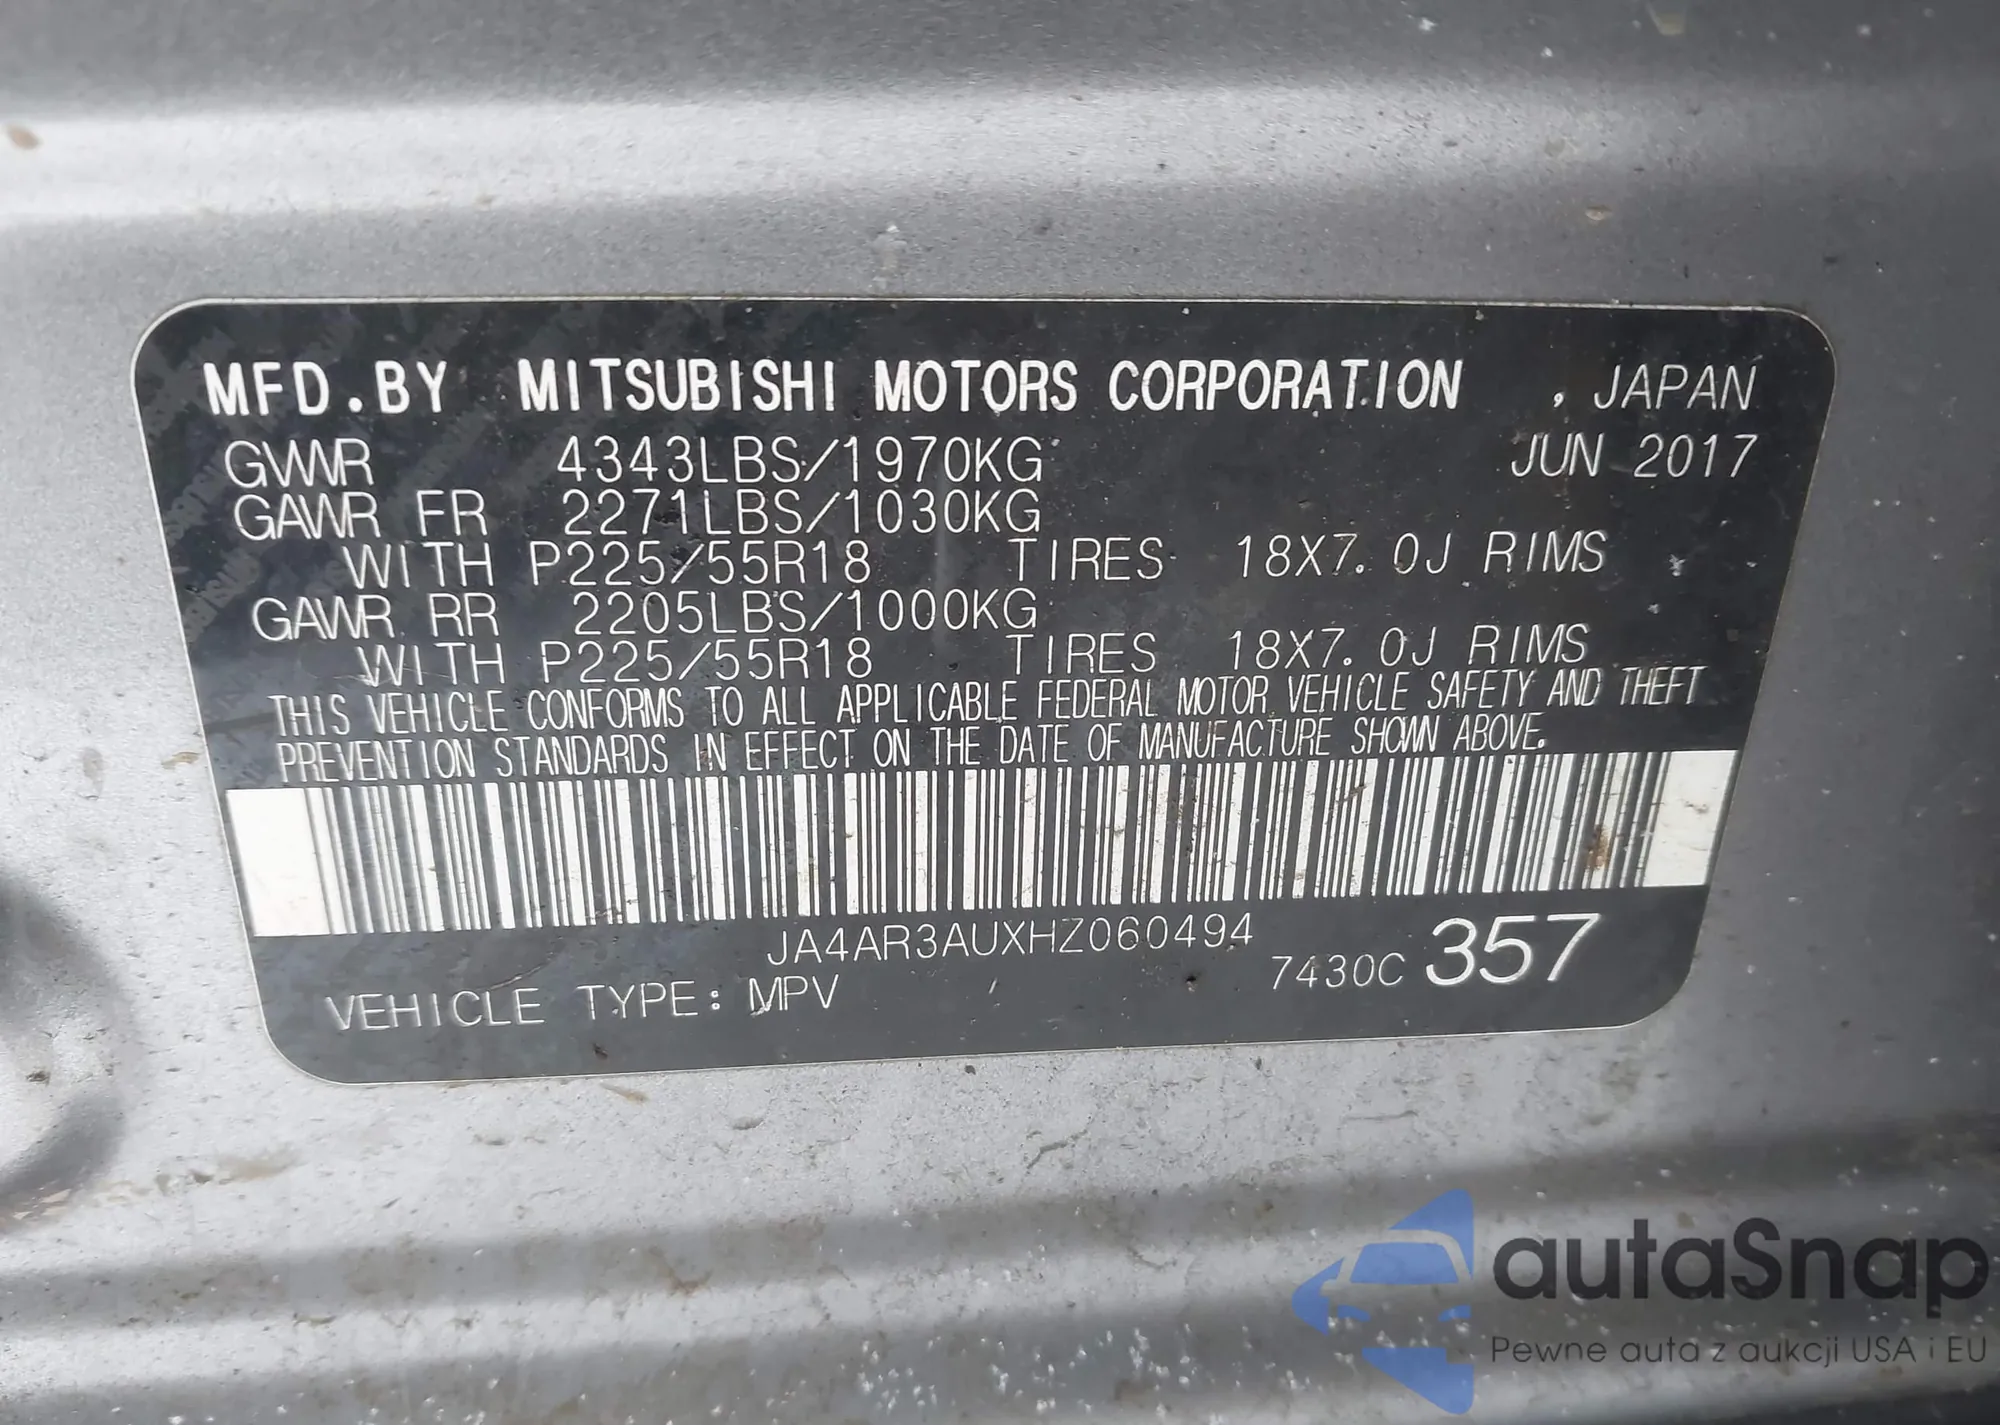 MFD.BY MITSUBISHI MOTORS CORPORATION , JAPAN
GVWR 4343LBS/1970KG JUN 2017
GAWR FR 2271LBS/1030KG
WITH P225/55R18 TIRES 18X7.0J RIMS
GAWR RR 2205LBS/1000KG
WITH P225/55R18 TIRES 18X7.0J RIMS
THIS VEHICLE CONFORMS TO ALL APPLICABLE FEDERAL MOTOR VEHICLE SAFETY AND THEFT
PREVENTION STANDARDS IN EFFECT ON THE DATE OF MANUFACTURE SHOWN ABOVE.
JA4AR3AUXHZ060494
VEHICLE TYPE: MPV 7430C 357
autaSnap
Pewne auta z aukcji USA i EU